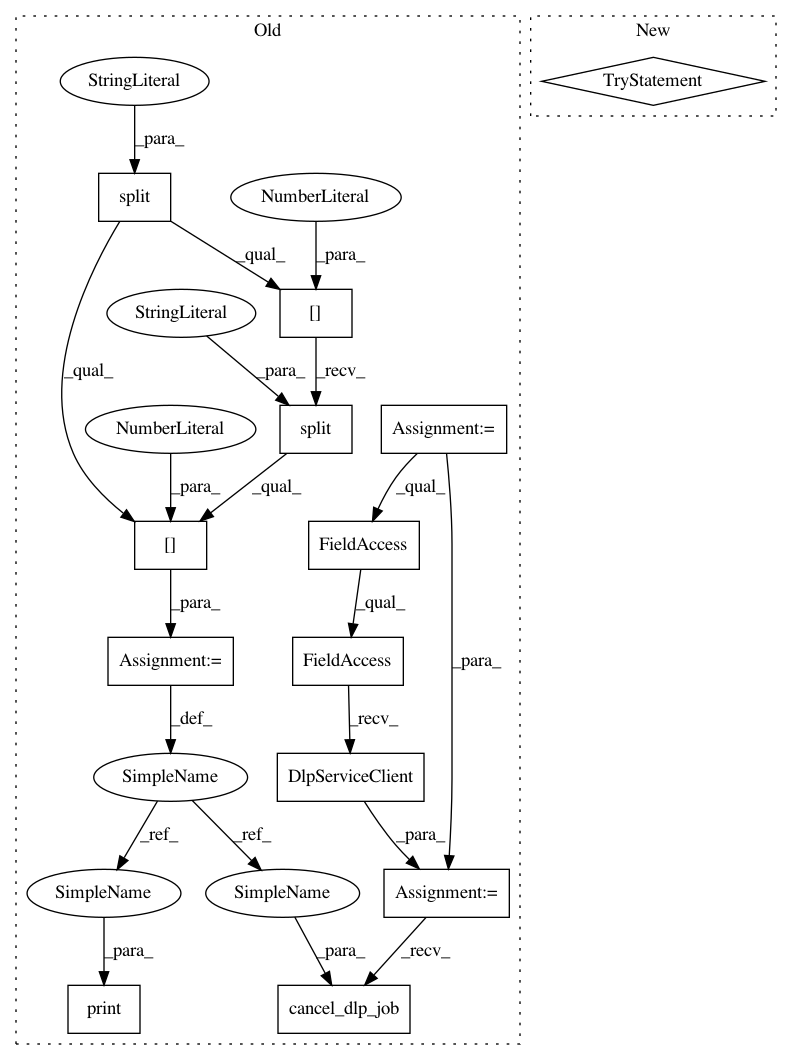 Old
New
StringLiteral
TryStatement
_para_
split
NumberLiteral
_qual_
_para_
StringLiteral
[]
_qual_
_para_
_recv_
NumberLiteral
split
Assignment:=
_para_
_qual_
_qual_
[]
FieldAccess
_para_
_qual_
Assignment:=
FieldAccess
_para_
_def_
_recv_
SimpleName
DlpServiceClient
_ref_
_ref_
_para_
SimpleName
SimpleName
Assignment:=
_para_
_para_
_recv_
print
cancel_dlp_job